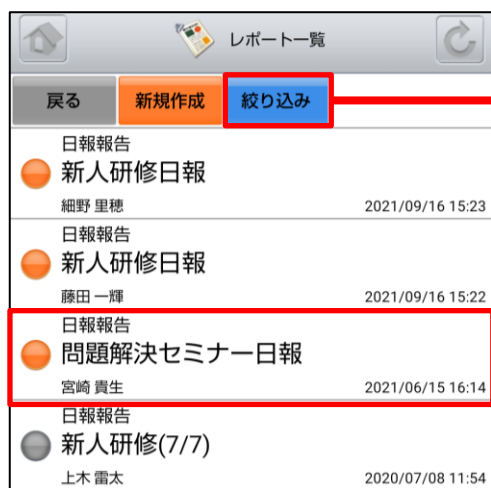 レポート一覧
戻る 新規作成 絞り込み
日報報告
新人研修日報
細野 里穂 2021/09/16 15:23
日報報告
新人研修日報
藤田 一輝 2021/09/16 15:22
日報報告
問題解決セミナー日報
宮崎 貴生 2021/06/15 16:14
日報報告
新人研修(7/7)
上木 雷太 2020/07/08 11:54